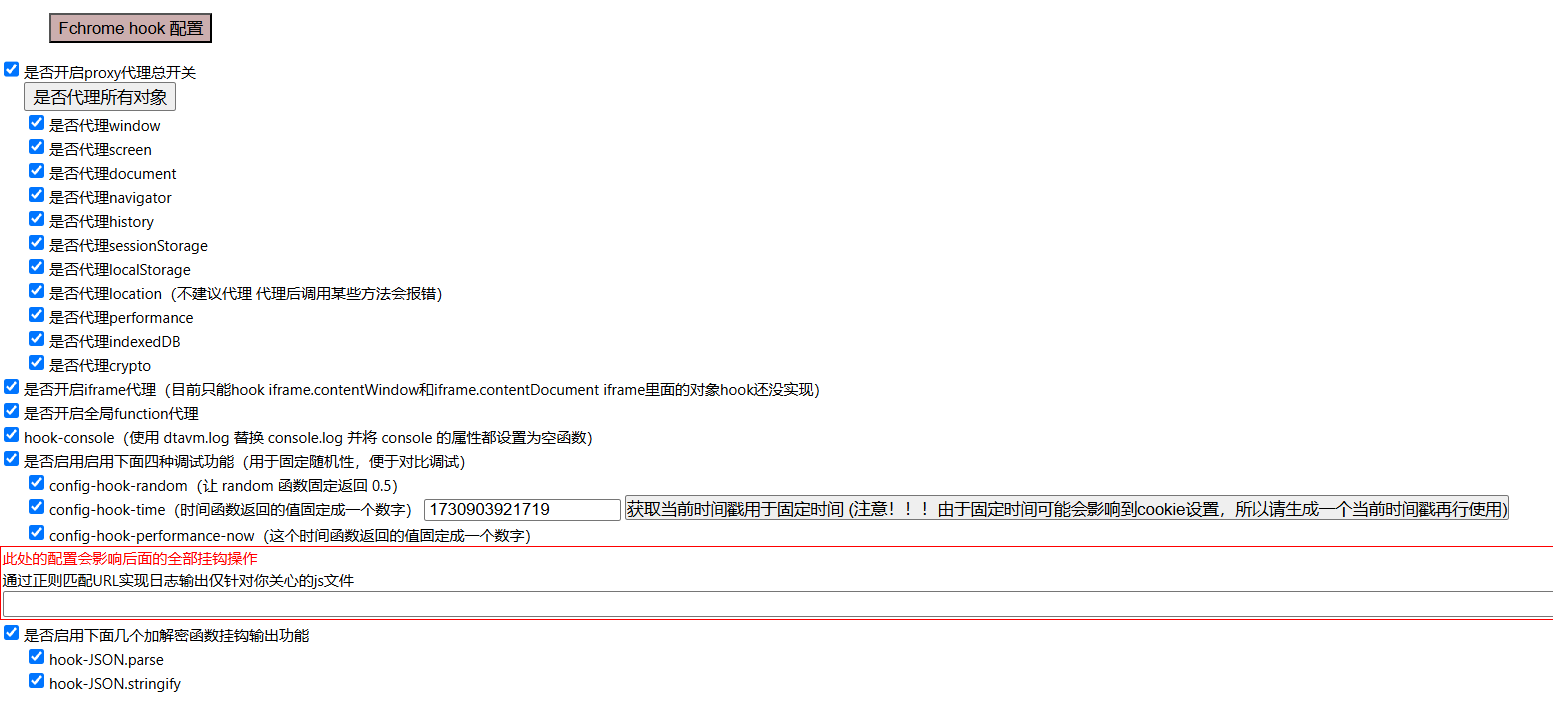 Fchrome hook 配置
是否开启proxy代理总开关
是否代理所有对象
是否代理window
是否代理screen
是否代理document
是否代理navigator
是否代理history
是否代理sessionStorage
是否代理localStorage
是否代理location（不建议代理 代理后调用某些方法会报错）
是否代理performance
是否代理indexedDB
是否代理crypto
是否开启iframe代理（目前只能hook iframe.contentWindow和iframe.contentDocument iframe里面的对象hook还没实现）
是否开启全局function代理
hook-console（使用 dtavm.log 替换 console.log 并将 console 的属性都设置为空函数）
是否启用启用下面四种调试功能（用于固定随机性，便于对比调试）
config-hook-random（让 random 函数固定返回 0.5）
config-hook-time（时间函数返回的值固定成一个数字） 1730903921719 获取当前时间戳用于固定时间 (注意！！！由于固定时间可能会影响到cookie设置，所以请生成一个当前时间戳再行使用)
config-hook-performance-now（这个时间函数返回的值固定成一个数字）
此处的配置会影响后面的全部挂钩操作
通过正则匹配URL实现日志输出仅针对你关心的js文件
是否启用下面几个加解密函数挂钩输出功能
hook-JSON.parse
hook-JSON.stringify